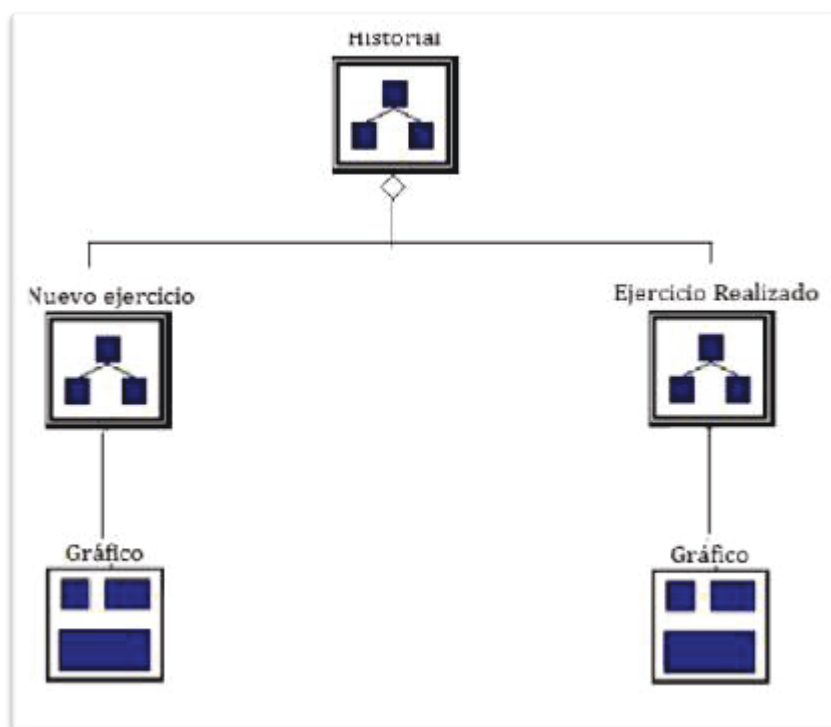 Historial
Nuevo ejercicio
Ejercicio Realizado
Gráfico
Gráfico